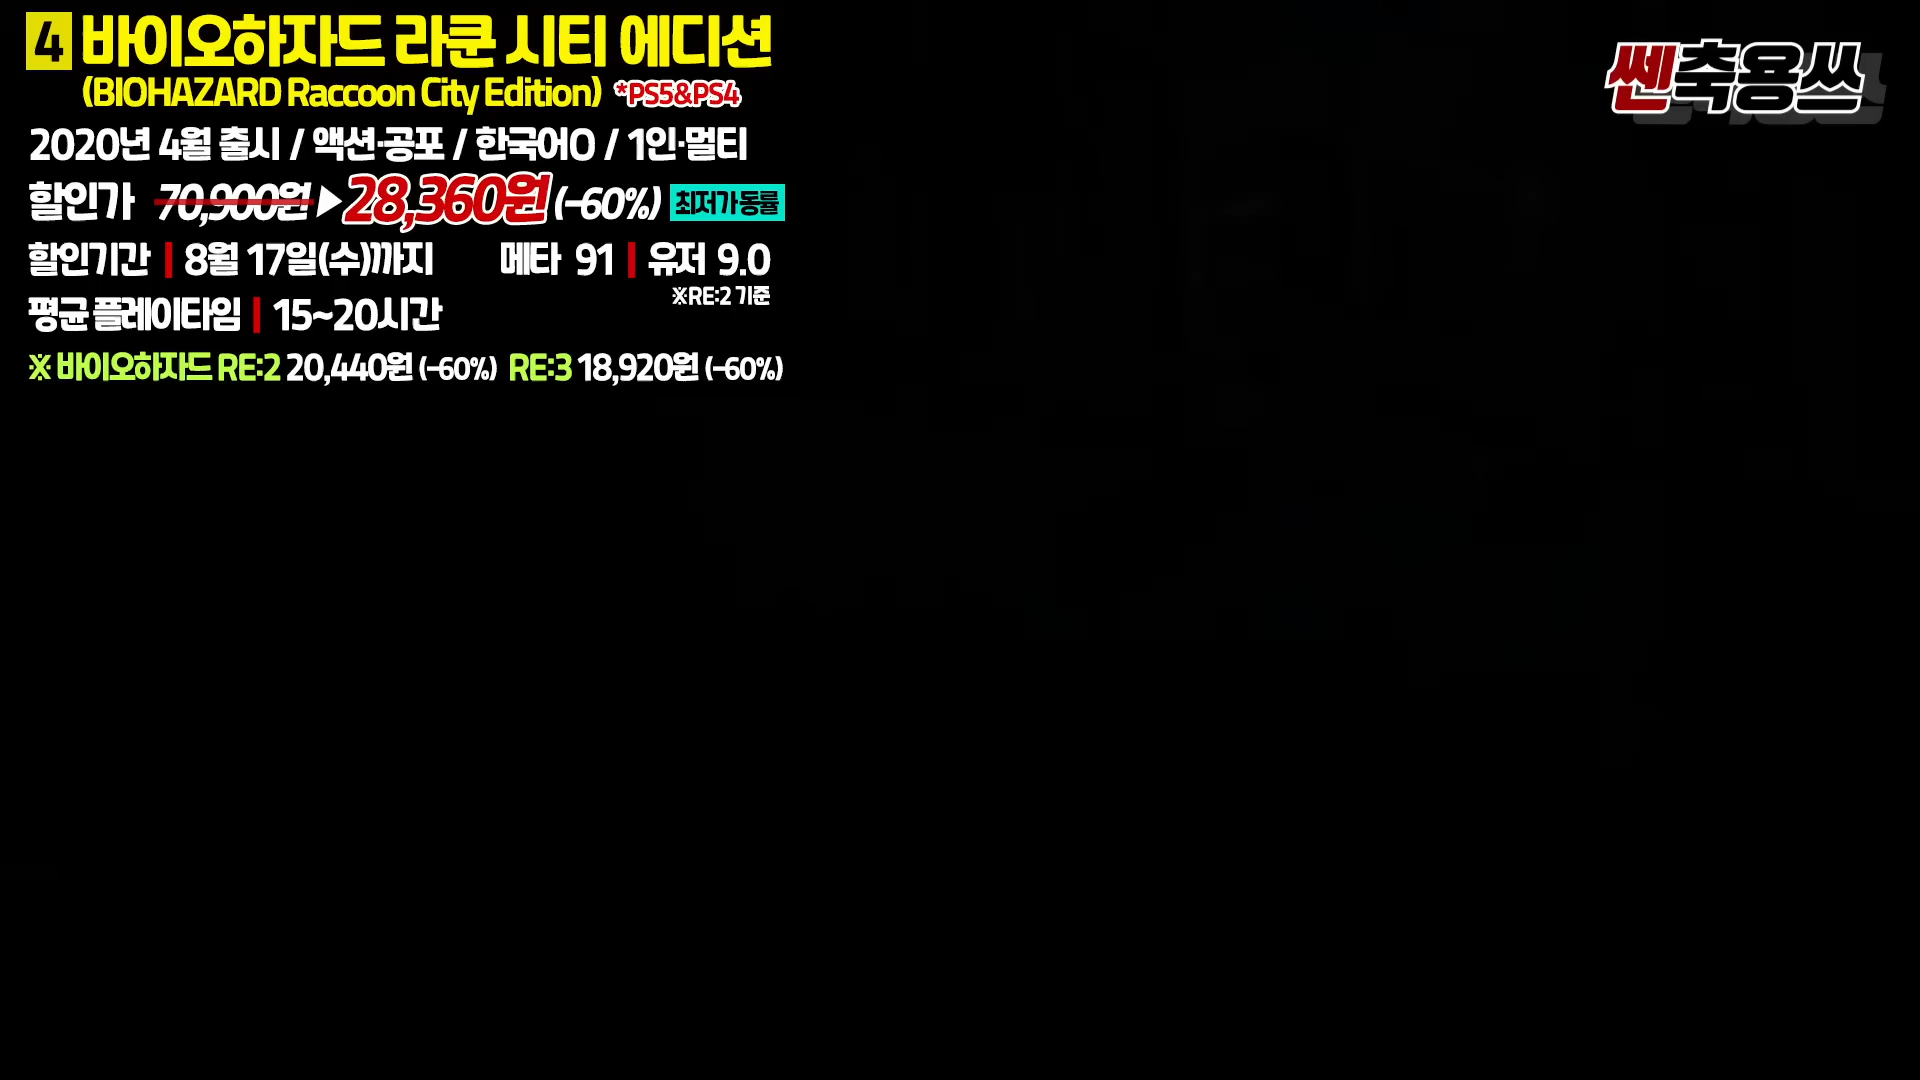 4 바이오하자드 라쿤 시티 에디션
(BIOHAZARD Raccoon City Edition) *PS5&PS4
쎈축용쓰
2020년 4월 출시 / 액션·공포 / 한국어O / 1인·멀티
할인가 70,900원▶28,360원 (-60%) 최저가 동률
할인기간 | 8월 17일(수)까지 메타 91 | 유저 9.0
※RE:2 기준
평균 플레이타임 | 15~20시간
※ 바이오하자드 RE:2 20,440원 (-60%) RE:3 18,920원 (-60%)